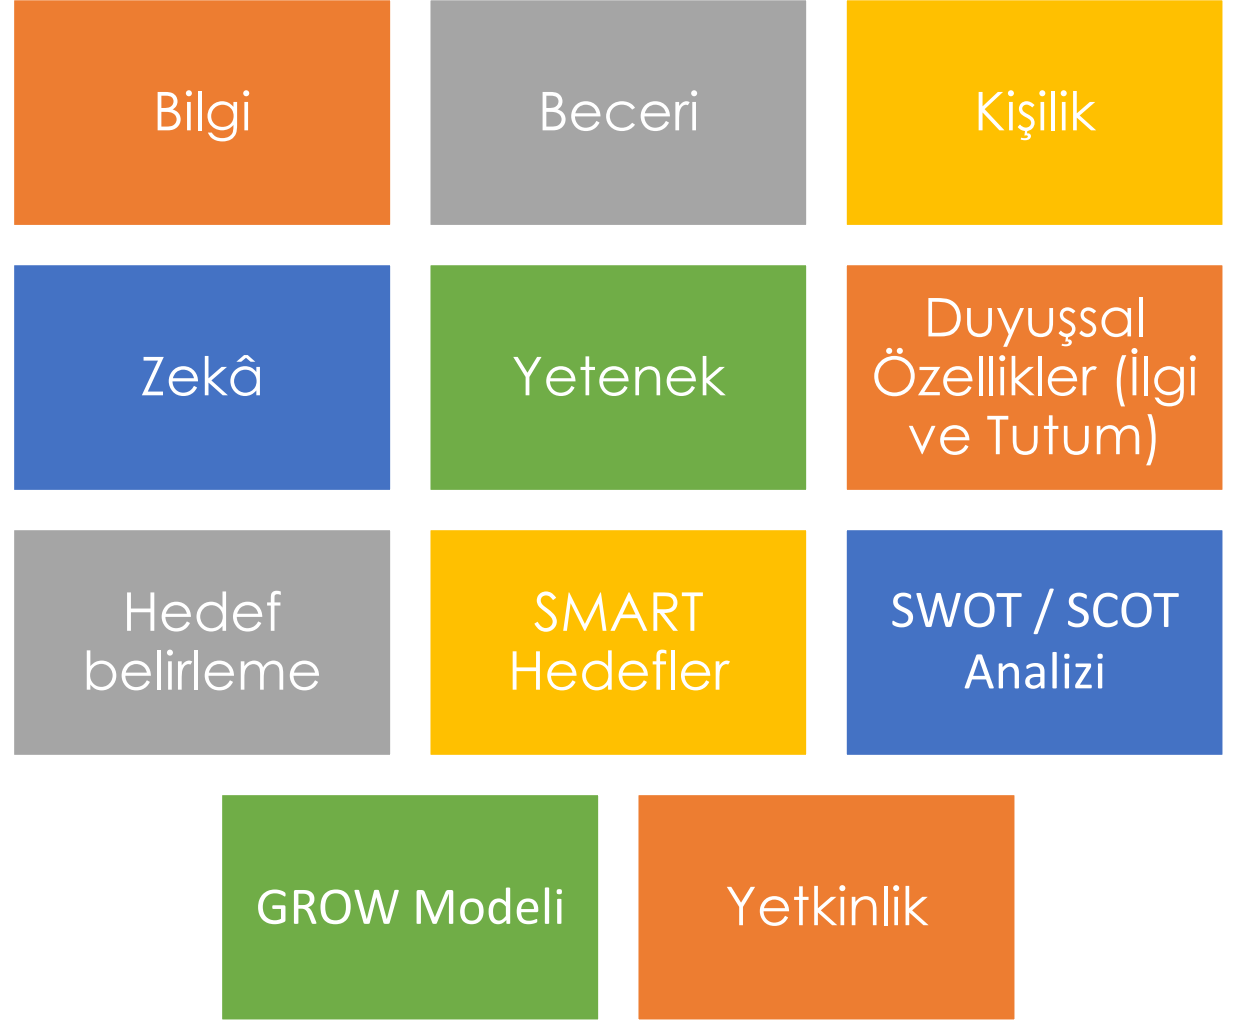 Bilgi
Beceri
Kişilik
Zekâ
Yetenek
Duyuşsal
Özellikler (İlgi
ve Tutum)
Hedef
belirleme
SMART
Hedefler
SWOT / SCOT
Analizi
GROW Modeli
Yetkinlik